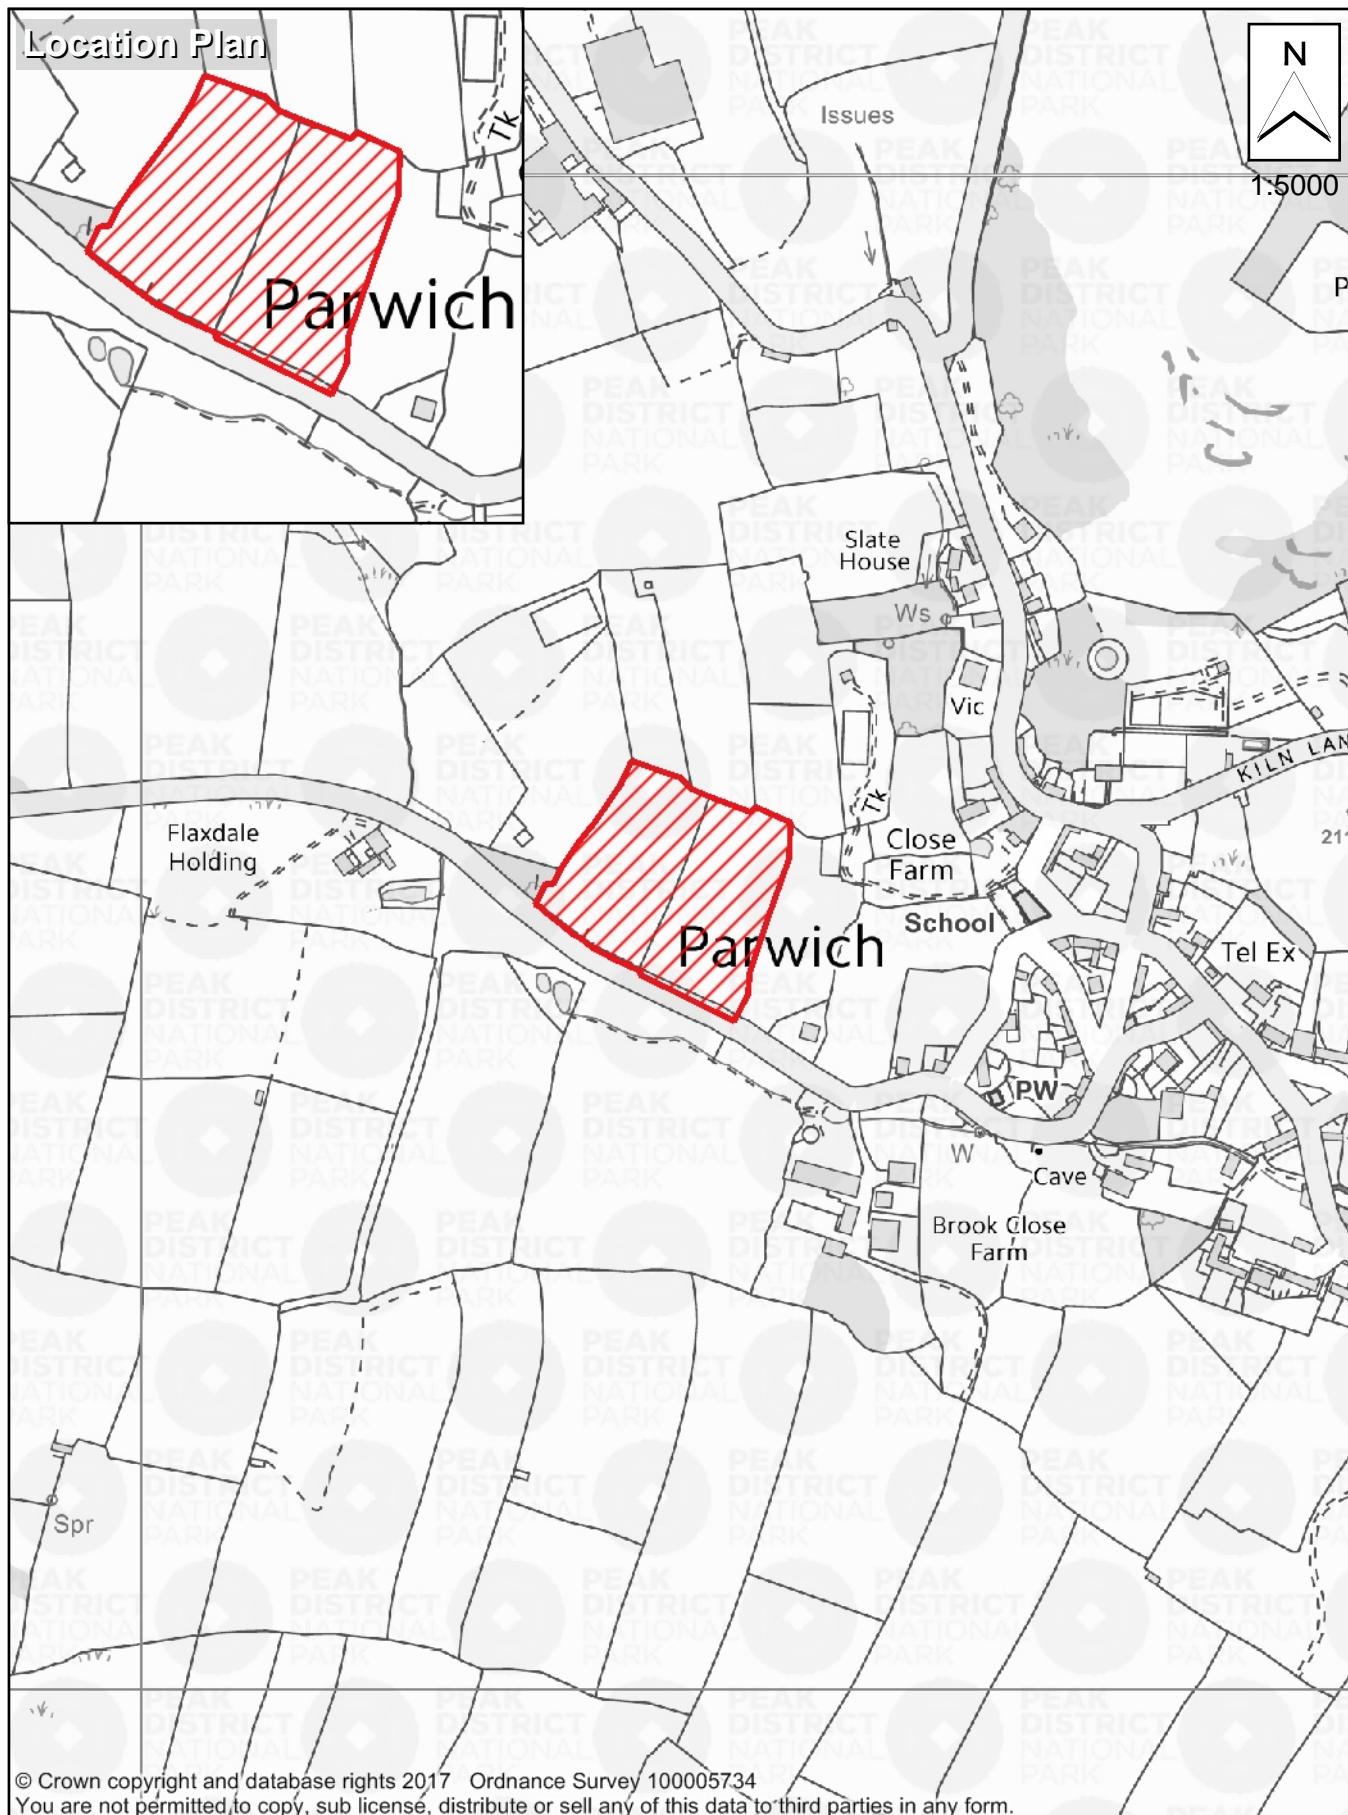 Location Plan
N
1:5000
Tk
Parwich
Issues
P
Slate
House
Ws
Vic
KILN LAN
Tk
Flaxdale
Holding
Close
Farm
School
211
Parwich
Tel Ex
PW
W
Cave
Brook Close
Farm
Spr
PEAK
DISTRICT
NATIONAL
PARK
© Crown copyright and database rights 2017 Ordnance Survey 100005734
You are not permitted to copy, sub license, distribute or sell any of this data to third parties in any form.